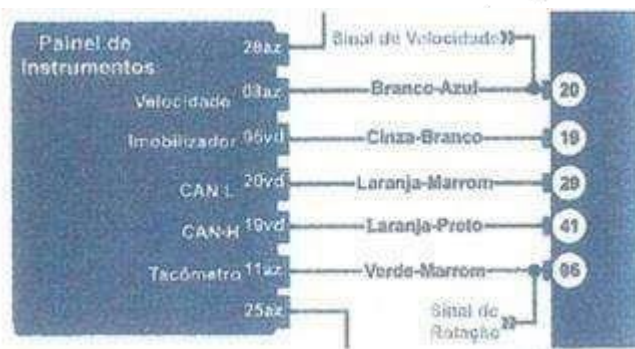 Painel de
Instrumentos
28az
Sinal de Velocidade
Velocidade 03az Branco-Azul 20
Imobilizador 06vd Cinza-Branco 19
CAN-L 20vd Laranja-Marrom 29
CAN-H 19vd Laranja-Preto 41
Tacômetro 11az Verde-Marrom 86
25az
Sinal de
Rotação